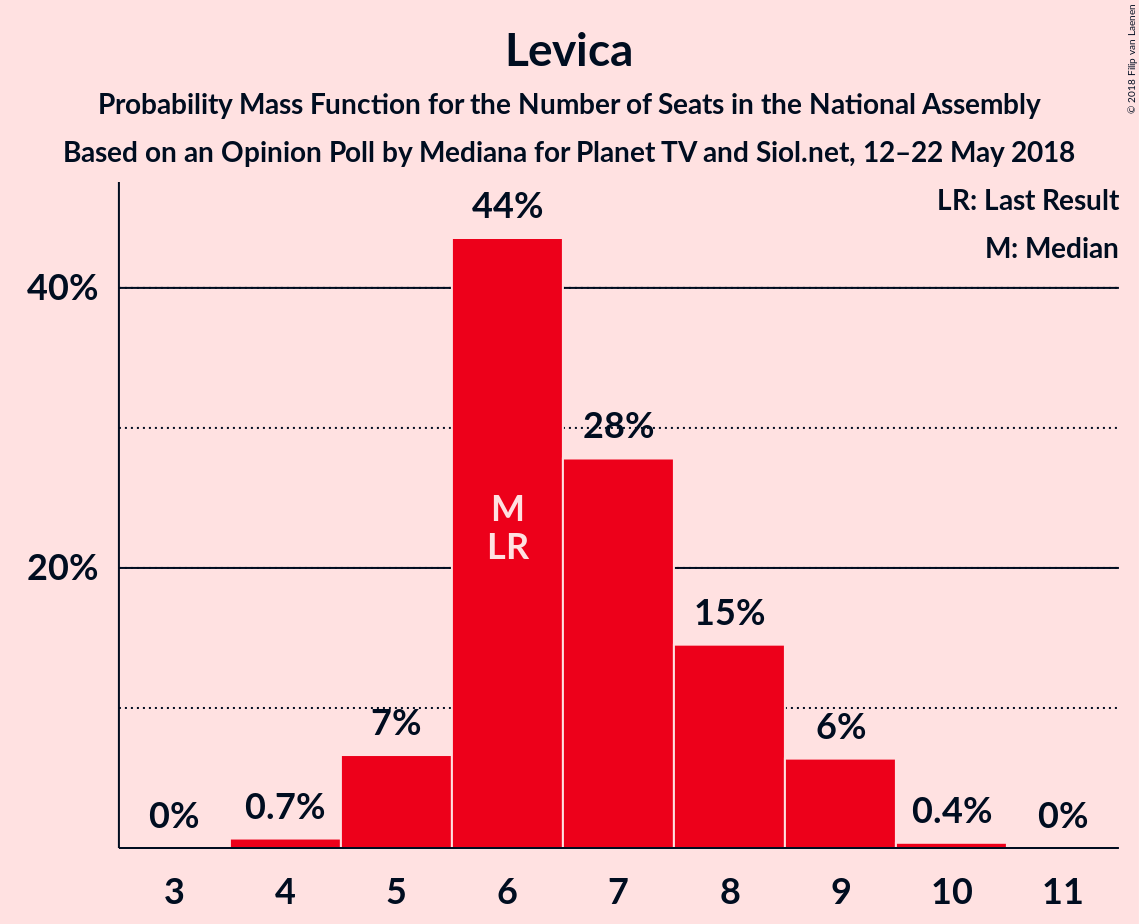 Levica
Probability Mass Function for the Number of Seats in the National Assembly
Based on an Opinion Poll by Mediana for Planet TV and Siol.net, 12–22 May 2018
© 2018 Filip van Laenen
LR: Last Result
M: Median
40%
20%
0%
0.7%
7%
44%
28%
15%
6%
0.4%
0%
M
LR
3 4 5 6 7 8 9 10 11